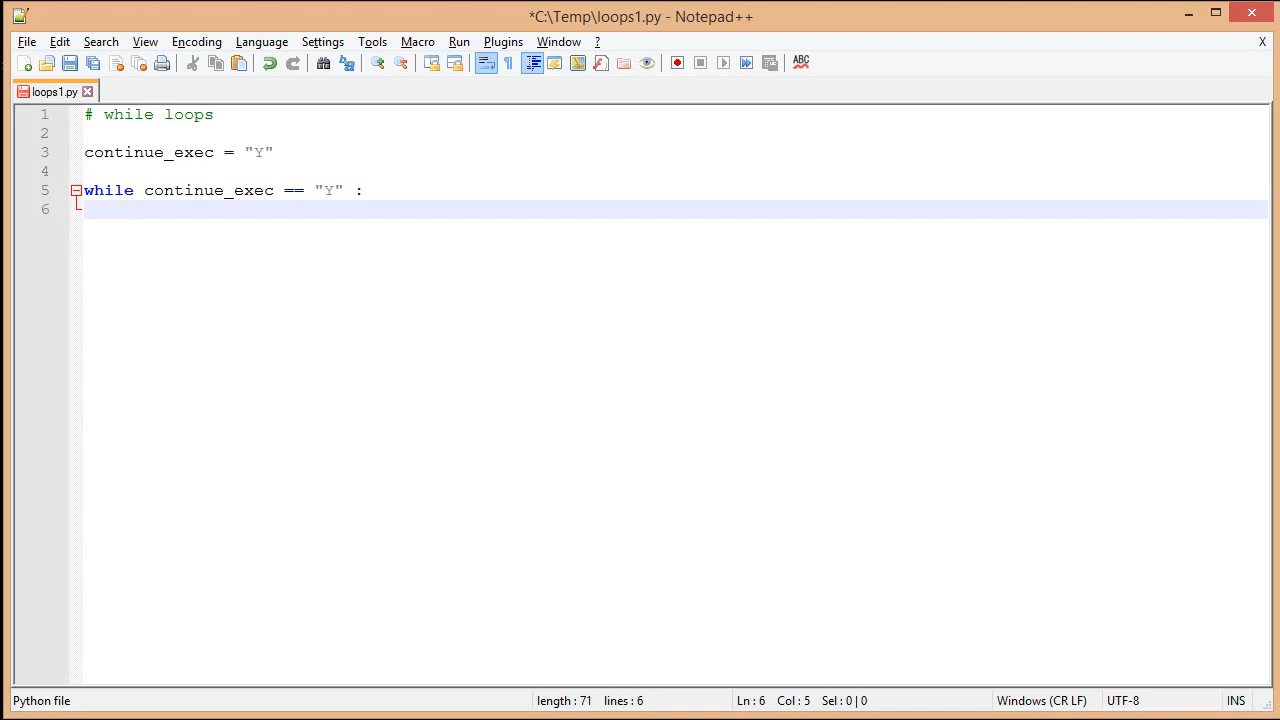 *C:\Temp\loops1.py - Notepad++
File Edit Search View Encoding Language Settings Tools Macro Run Plugins Window ? X
ABC
loops1.py
1 # while loops
2
3 continue_exec = "Y"
4
5 while continue_exec == "Y" :
6
Python file length : 71 lines : 6 Ln : 6 Col : 5 Sel : 0 | 0 Windows (CR LF) UTF-8 INS